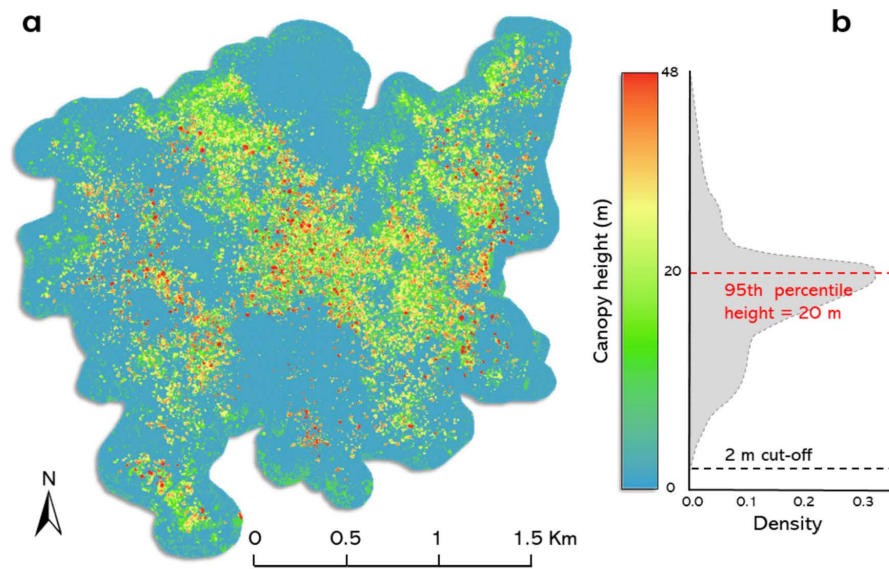 a
b
48
20
0
Canopy height (m)
95th percentile
height = 20 m
2 m cut-off
0.0 0.1 0.2 0.3
Density
N
0 0.5 1 1.5 Km